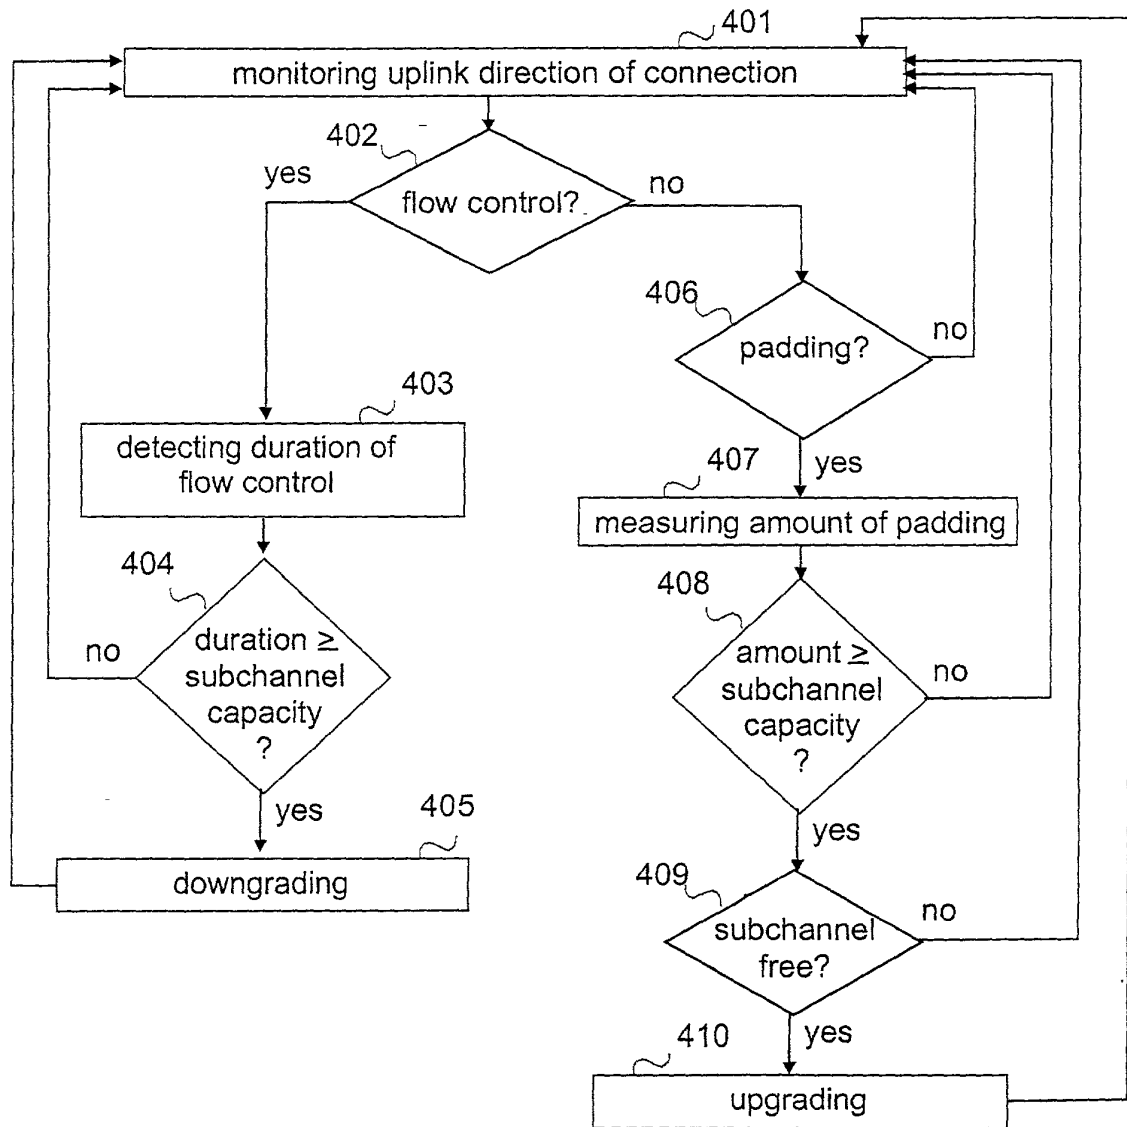 401
monitoring uplink direction of connection
402
yes
flow control?
no
406
padding?
no
403
detecting duration of
flow control
yes
407
measuring amount of padding
404
duration ≥
subchannel
capacity
?
no
408
amount ≥
subchannel
capacity
?
no
yes
405
downgrading
yes
409
subchannel
free?
no
yes
410
upgrading